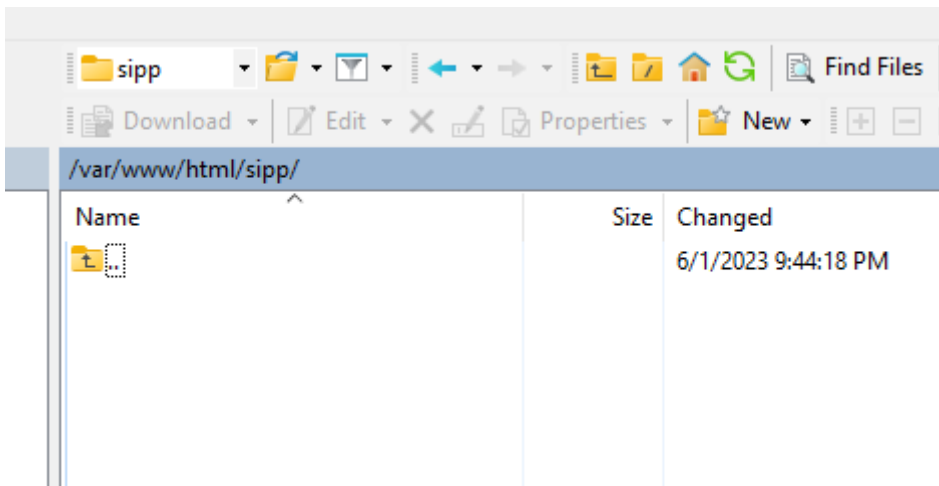 sipp Find Files
Download Edit Properties New
/var/www/html/sipp/
Name Size Changed
.. 6/1/2023 9:44:18 PM